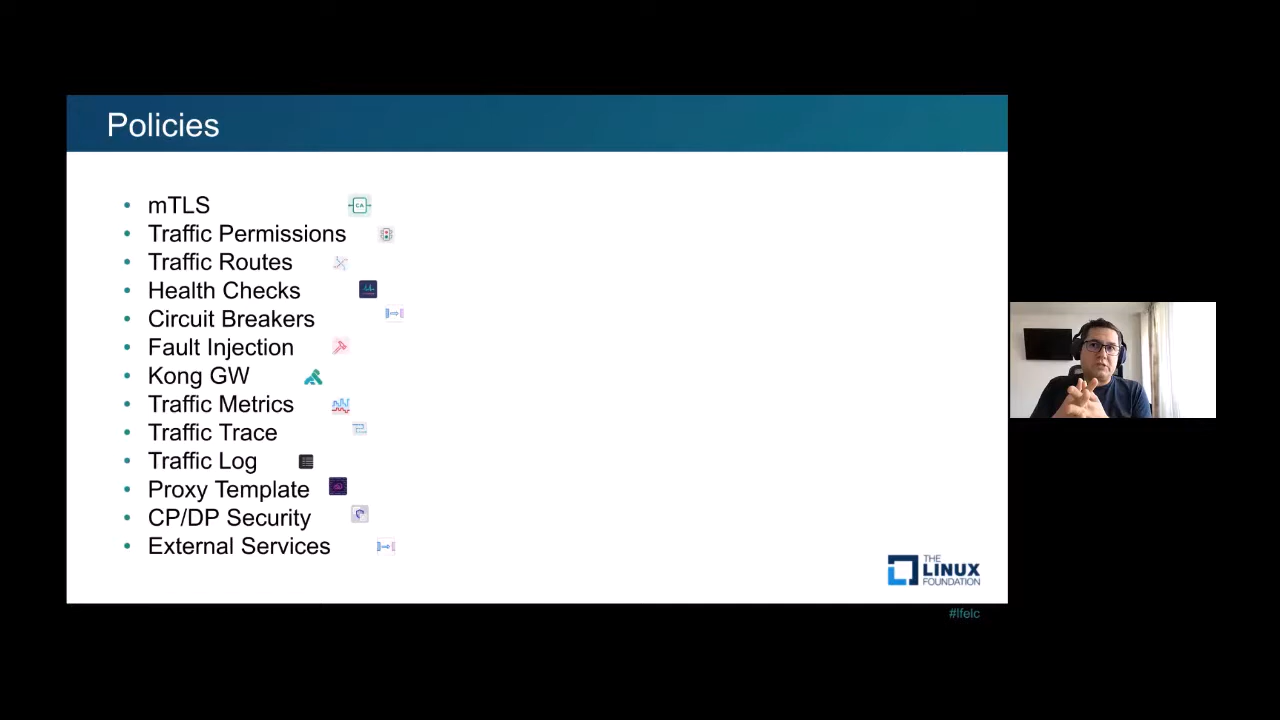 Policies
• mTLS
CA
• Traffic Permissions
• Traffic Routes
• Health Checks
• Circuit Breakers
• Fault Injection
• Kong GW
• Traffic Metrics
• Traffic Trace
• Traffic Log
• Proxy Template
• CP/DP Security
• External Services
THE
LINUX
FOUNDATION
#lfelc